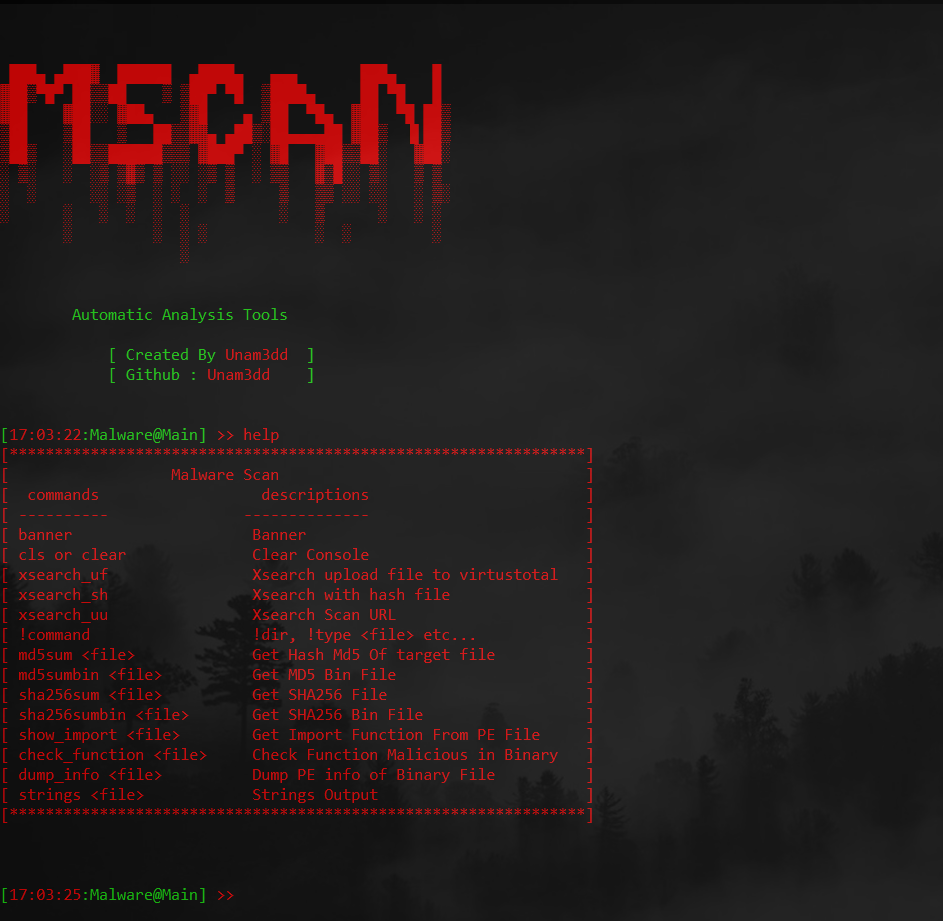 MSCAN
Automatic Analysis Tools
[ Created By Unam3dd  ]
[ Github : Unam3dd    ]
[17:03:22:Malware@Main] >> help
[****************************************************************]
[                  Malware Scan                                  ]
[  commands                  descriptions                        ]
[ ----------               --------------                        ]
[ banner                    Banner                               ]
[ cls or clear              Clear Console                        ]
[ xsearch_uf                Xsearch upload file to virtustotal   ]
[ xsearch_sh                Xsearch with hash file               ]
[ xsearch_uu                Xsearch Scan URL                     ]
[ !command                  !dir, !type <file> etc...            ]
[ md5sum <file>             Get Hash Md5 Of target file          ]
[ md5sumbin <file>          Get MD5 Bin File                     ]
[ sha256sum <file>          Get SHA256 File                      ]
[ sha256sumbin <file>       Get SHA256 Bin File                  ]
[ show_import <file>        Get Import Function From PE File     ]
[ check_function <file>     Check Function Malicious in Binary   ]
[ dump_info <file>          Dump PE info of Binary File          ]
[ strings <file>            Strings Output                       ]
[****************************************************************]
[17:03:25:Malware@Main] >>